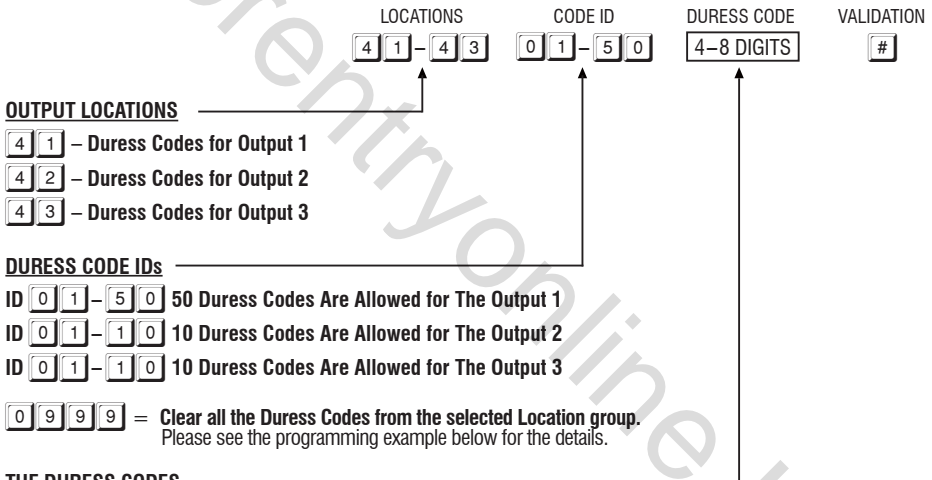 LOCATIONS CODE ID DURESS CODE VALIDATION
4 1 – 4 3 0 1 – 5 0 4–8 DIGITS #
OUTPUT LOCATIONS
4 1 – Duress Codes for Output 1
4 2 – Duress Codes for Output 2
4 3 – Duress Codes for Output 3
DURESS CODE IDs
ID 0 1 – 5 0 50 Duress Codes Are Allowed for The Output 1
ID 0 1 – 1 0 10 Duress Codes Are Allowed for The Output 2
ID 0 1 – 1 0 10 Duress Codes Are Allowed for The Output 3
0 9 9 9 = Clear all the Duress Codes from the selected Location group.
Please see the programming example below for the details.
THE DURESS CODES